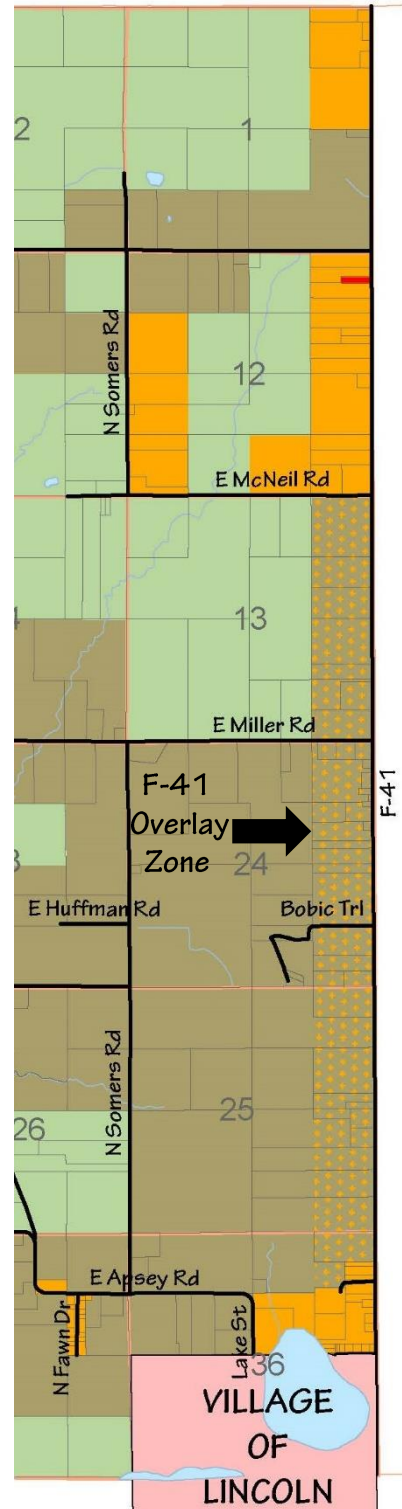 2
1
N Somers Rd
12
E McNeil Rd
13
E Miller Rd
F-41
F-41
Overlay
Zone
24
E Huffman Rd
Bobic Trl
N Somers Rd
25
26
E Apsey Rd
N Fawn Dr
Lake St
36
VILLAGE
OF
LINCOLN